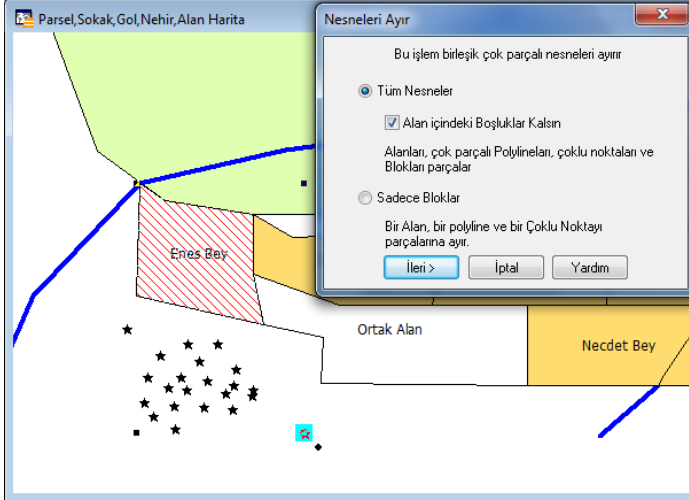 Parsel,Sokak,Gol,Nehir,Alan Harita
Nesneleri Ayır
Bu işlem birleşik çok parçalı nesneleri ayırır
Tüm Nesneler
Alan içindeki Boşluklar Kalsın
Alanları, çok parçalı Polylineları, çoklu noktaları ve
Blokları parçalar
Sadece Bloklar
Bir Alan, bir polyline ve bir Çoklu Noktayı
parçalarına ayır.
İleri >
İptal
Yardım
Enes Bey
Ortak Alan
Necdet Bey